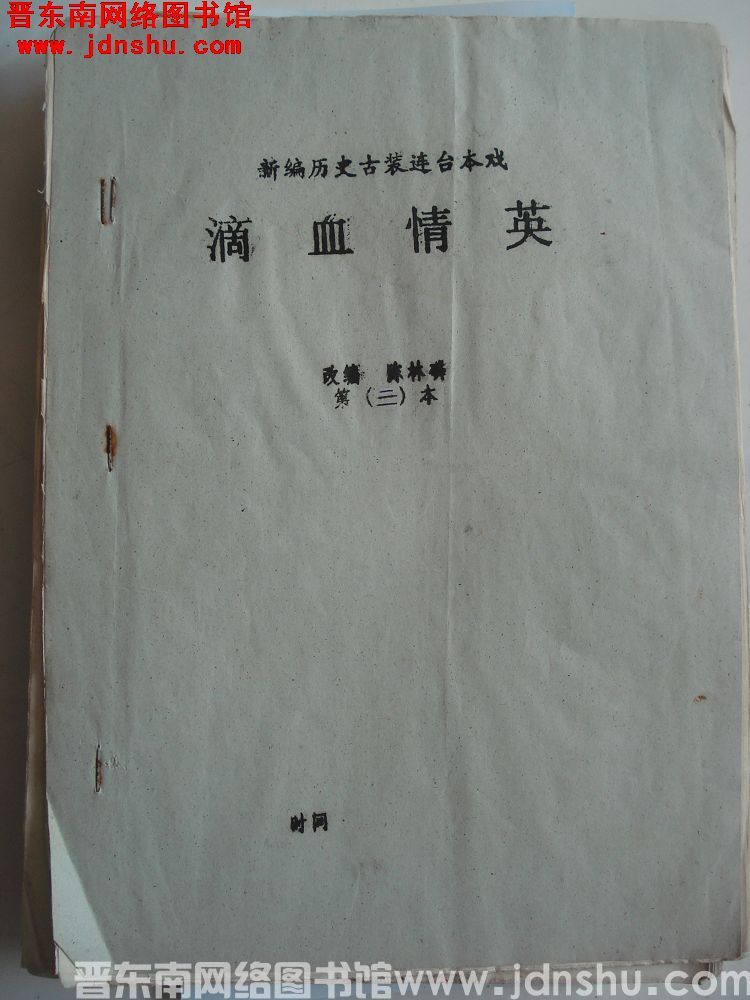 晋东南网络图书馆
www.jdnshu.com
新编历史古装连台本戏
滴血情英
改编 陈林
第(三)本
时间
晋东南网络图书馆www.jdnshu.com